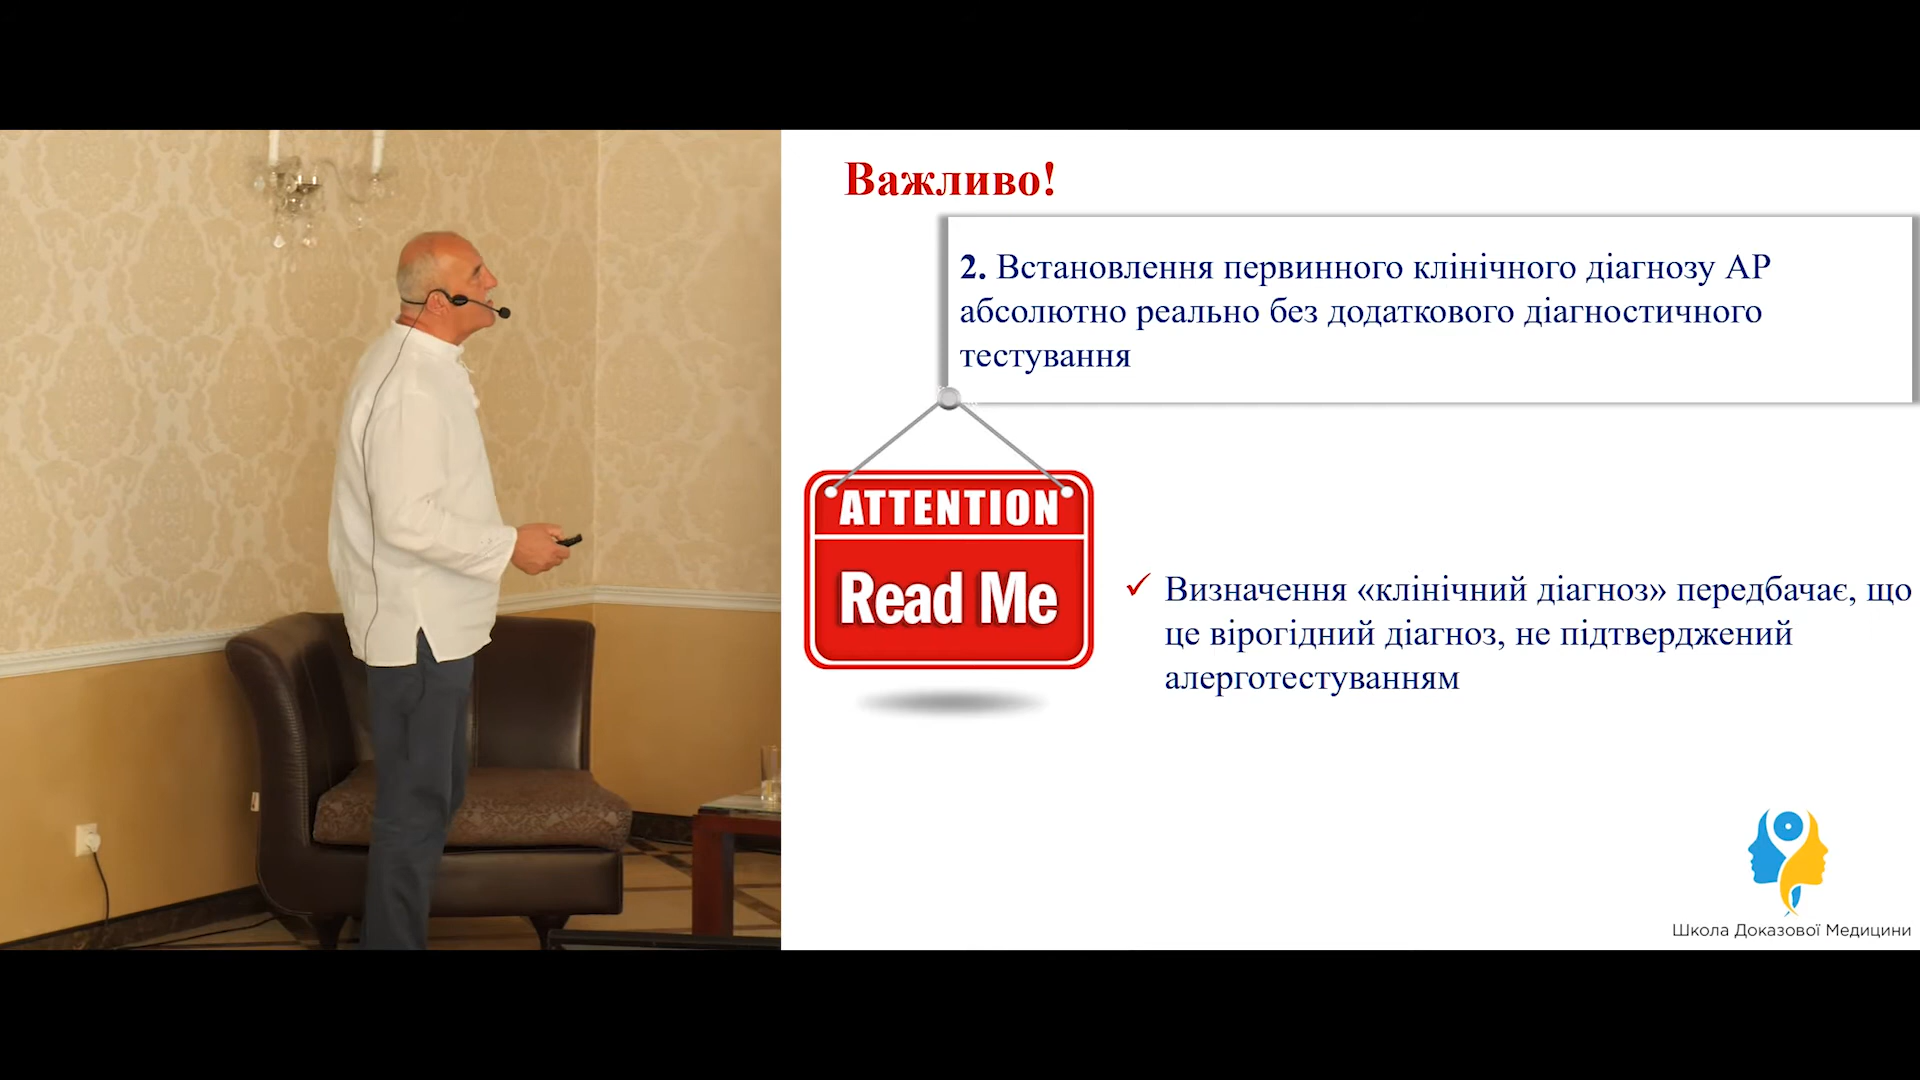 Важливо!
2. Встановлення первинного клінічного діагнозу АР
абсолютно реально без додаткового діагностичного
тестування
ATTENTION
Read Me
✓ Визначення «клінічний діагноз» передбачає, що
це вірогідний діагноз, не підтверджений
алерготестуванням
Школа Доказової Медицини